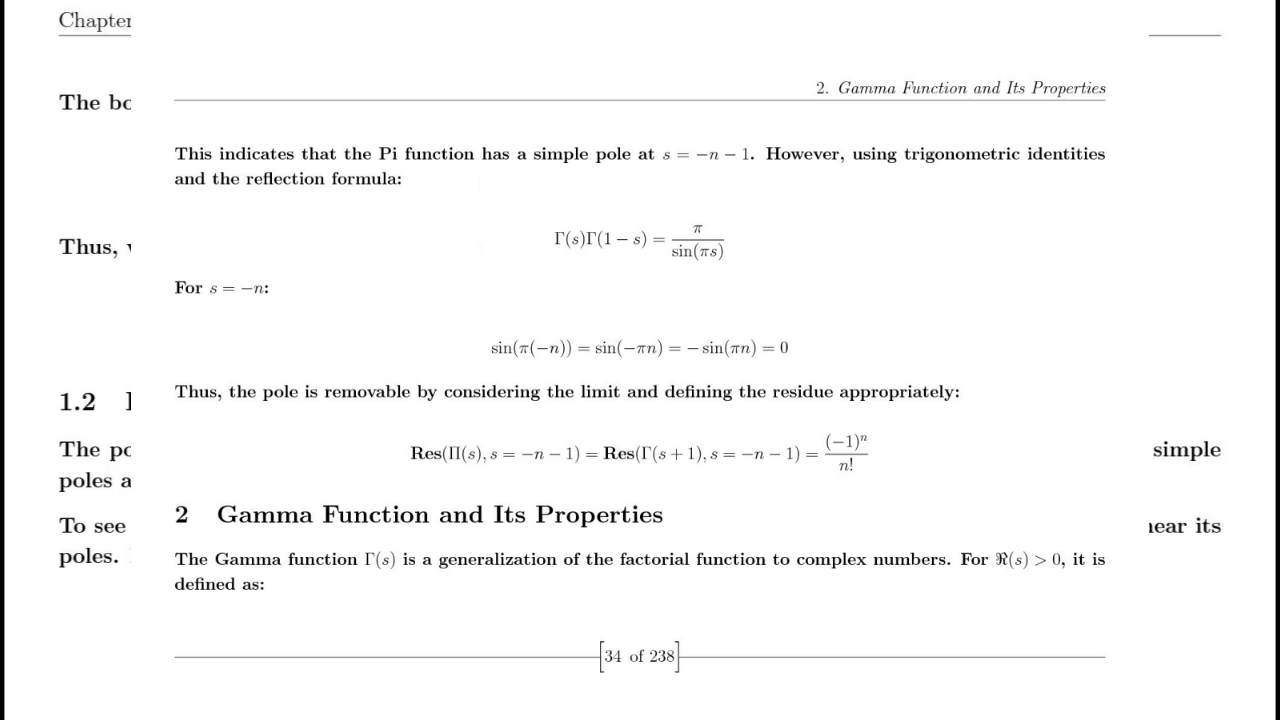 Chapter
The
Thus,
1.2
The
poles
To see
poles.
simple
its
2. Gamma Function and Its Properties
This indicates that the Pi function has a simple pole at s = −n − 1. However, using trigonometric identities
and the reflection formula:
Γ(s)Γ(1 − s) = π / sin(πs)
For s = −n:
sin(π(−n)) = sin(−πn) = − sin(πn) = 0
Thus, the pole is removable by considering the limit and defining the residue appropriately:
Res(Π(s), s = −n − 1) = Res(Γ(s + 1), s = −n − 1) = (−1)ⁿ / n!
2 Gamma Function and Its Properties
The Gamma function Γ(s) is a generalization of the factorial function to complex numbers. For ℜ(s) > 0, it is
defined as:
[34 of 238]